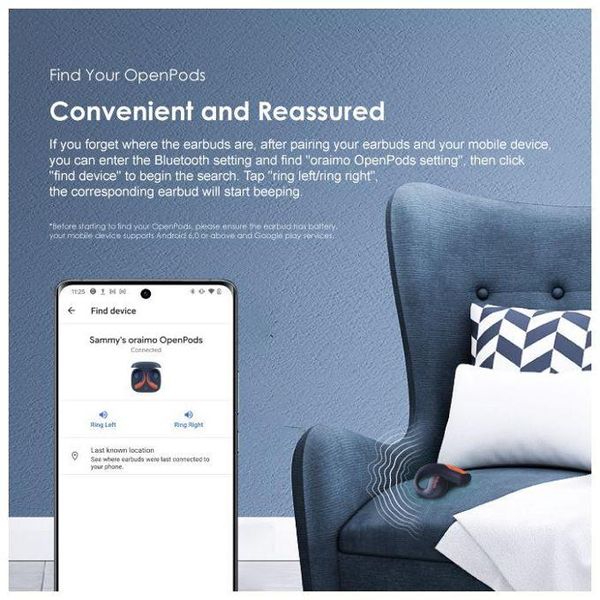 Find Your OpenPods
Convenient and Reassured
If you forget where the earbuds are, after pairing your earbuds and your mobile device,
you can enter the Bluetooth setting and find "oraimo OpenPods setting", then click
"find device" to begin the search. Tap "ring left/ring right",
the corresponding earbud will start beeping.
*Before starting to find your OpenPods, please ensure the earbud has battery,
your mobile device supports Android 6.0 or above and Google play services.
11:25
Find device
Sammy's oraimo OpenPods
Connected
Ring Left Ring Right
Last known location
See where earbuds were last connected to
your phone.